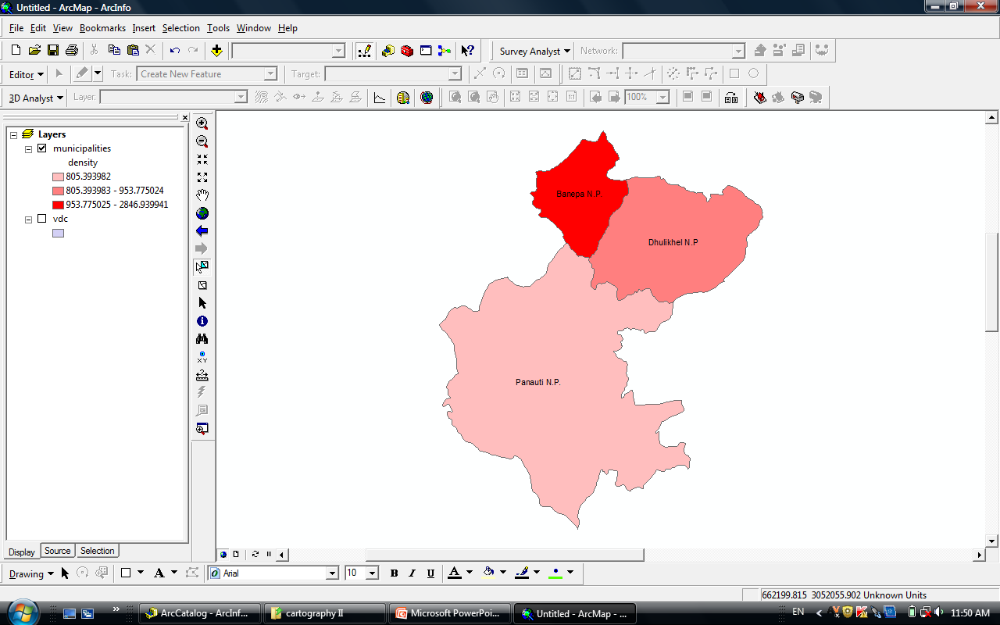 Untitled - ArcMap - ArcInfo
File Edit View Bookmarks Insert Selection Tools Window Help
Survey Analyst Network:
Editor Task: Create New Feature Target:
3D Analyst Layer: 1:1 100%
Layers
municipalities
density
805.393982
805.393983 - 953.775024
953.775025 - 2846.939941
vdc
XY
Banepa N.P.
Dhulikhel N.P
Panauti N.P.
Display Source Selection
Drawing A Arial 10 B I U A
662199.815 3052055.902 Unknown Units
ArcCatalog - ArcInf... cartography II Microsoft PowerPoi... Untitled - ArcMap - ... EN 11:50 AM